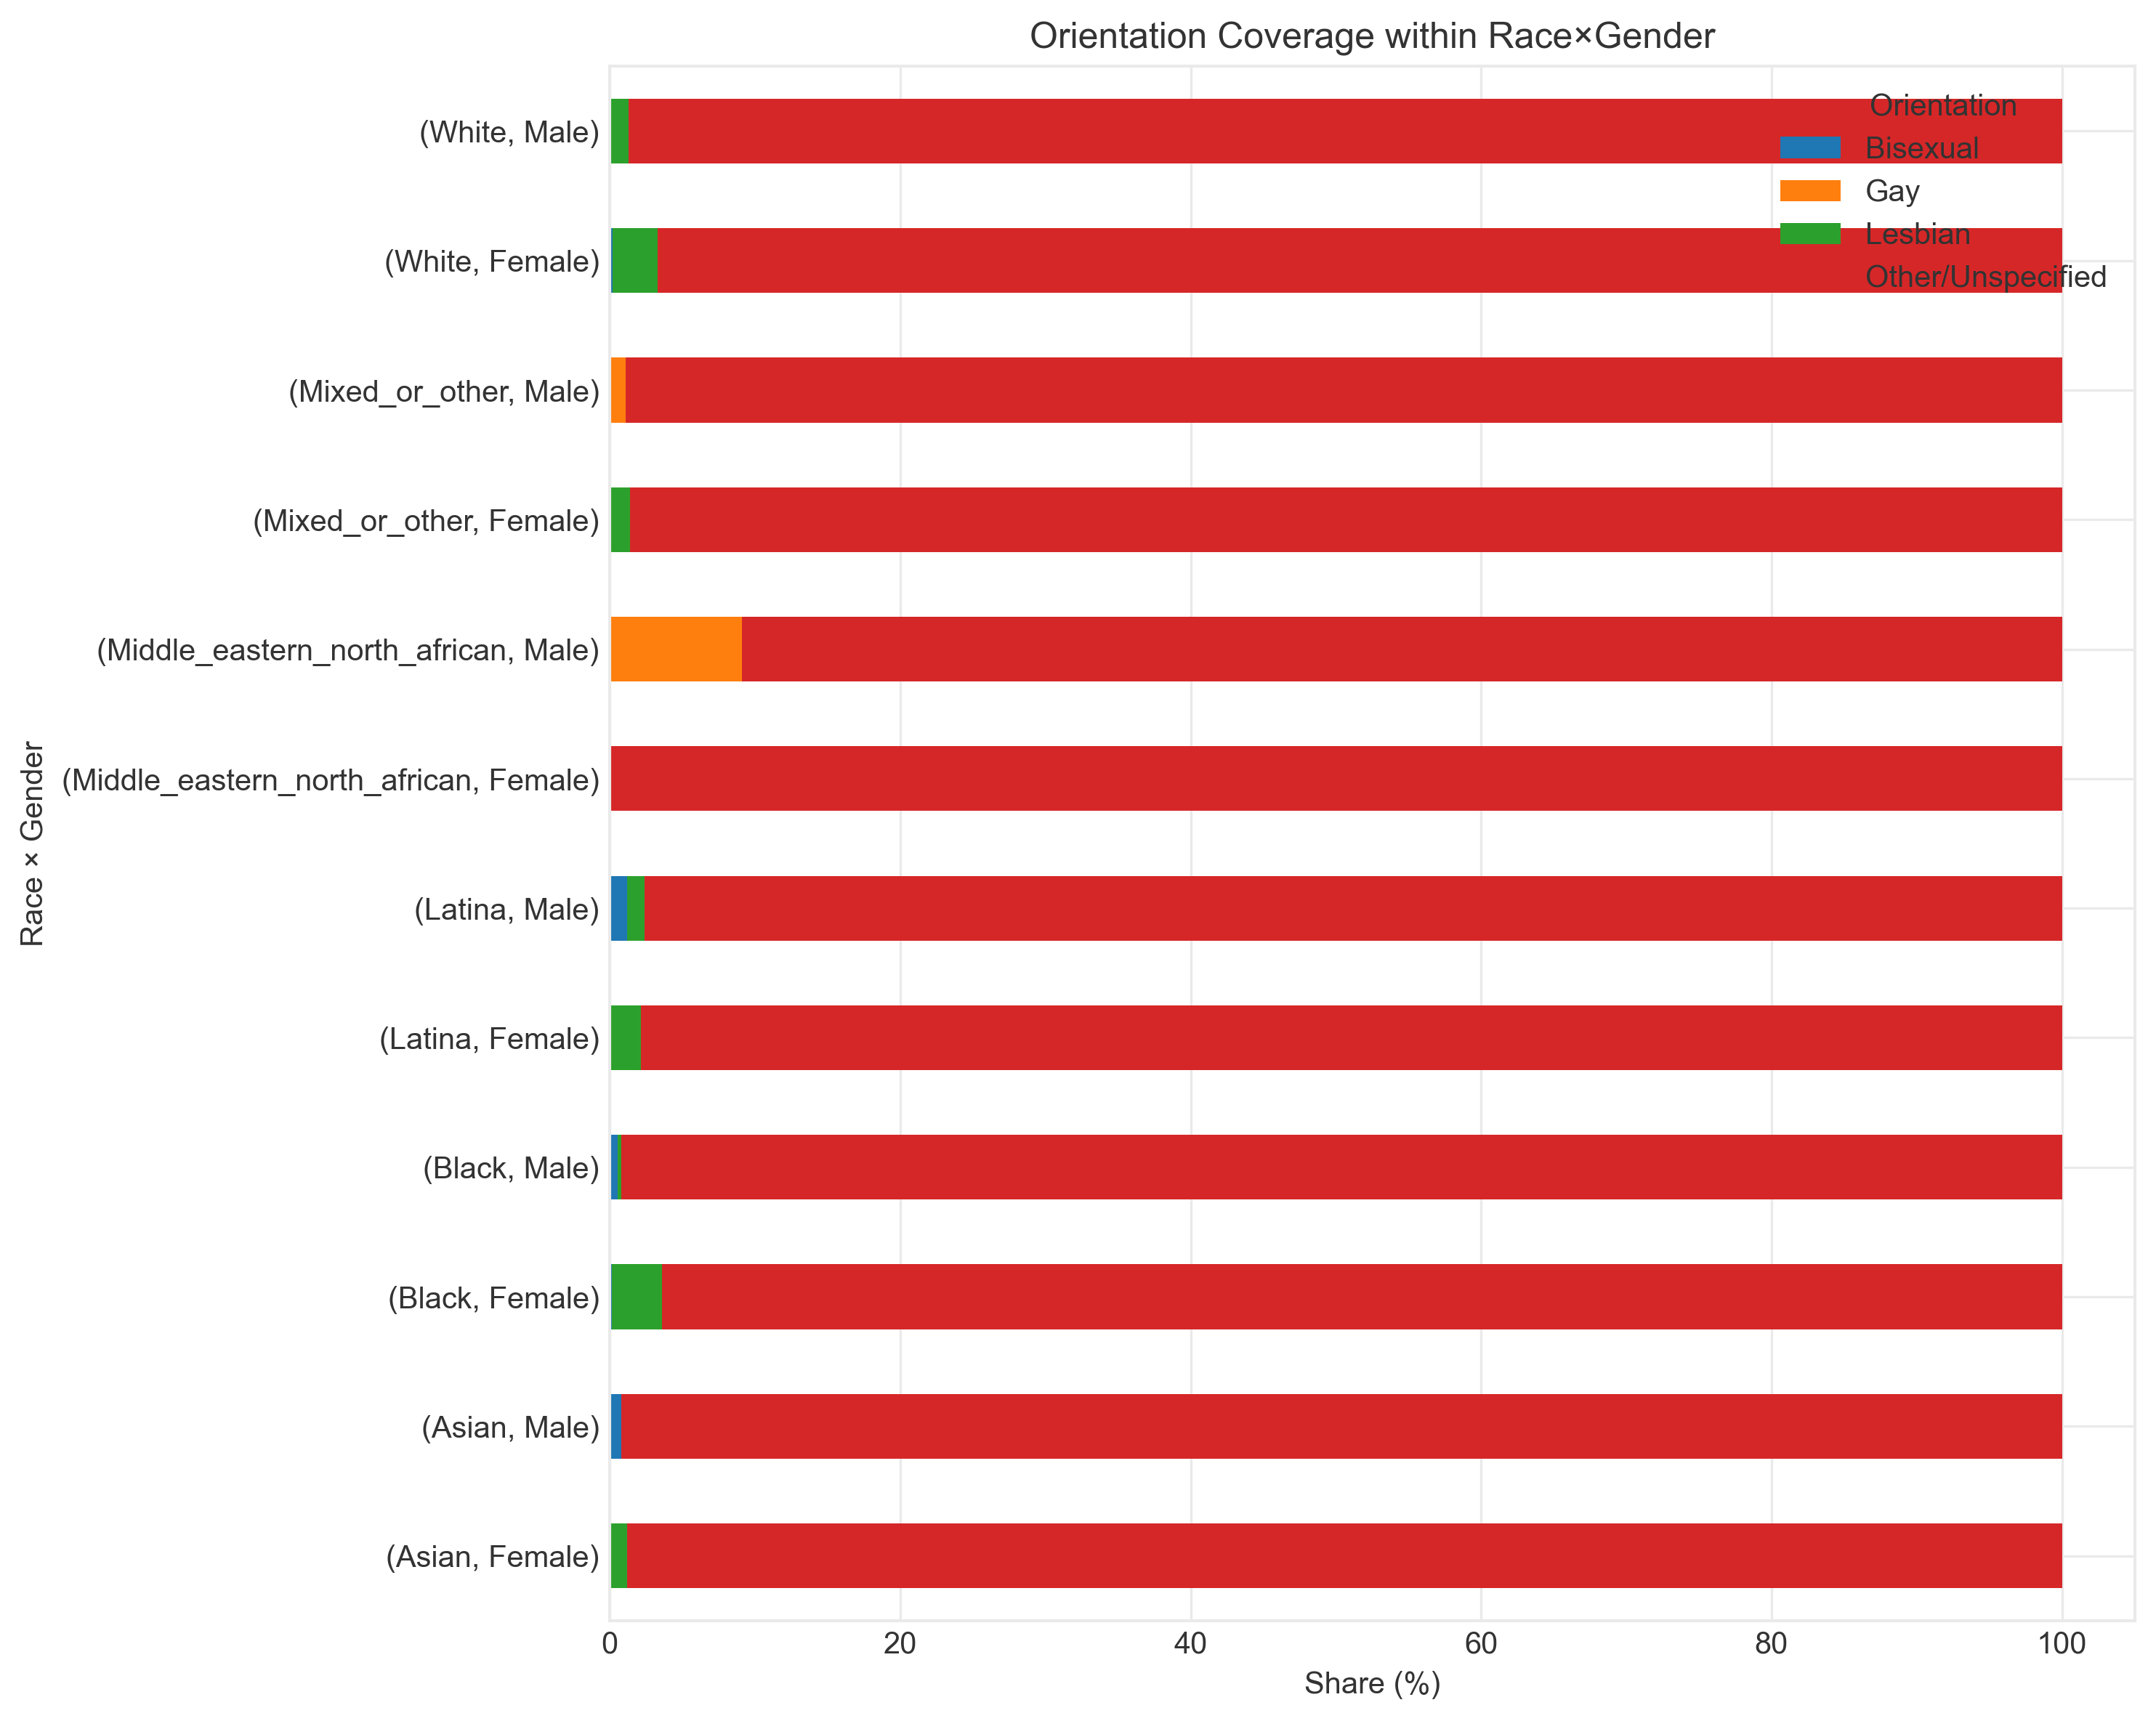 Orientation Coverage within Race×Gender
Orientation
Bisexual
Gay
Lesbian
Other/Unspecified
Race × Gender
(White, Male)
(White, Female)
(Mixed_or_other, Male)
(Mixed_or_other, Female)
(Middle_eastern_north_african, Male)
(Middle_eastern_north_african, Female)
(Latina, Male)
(Latina, Female)
(Black, Male)
(Black, Female)
(Asian, Male)
(Asian, Female)
0 20 40 60 80 100
Share (%)